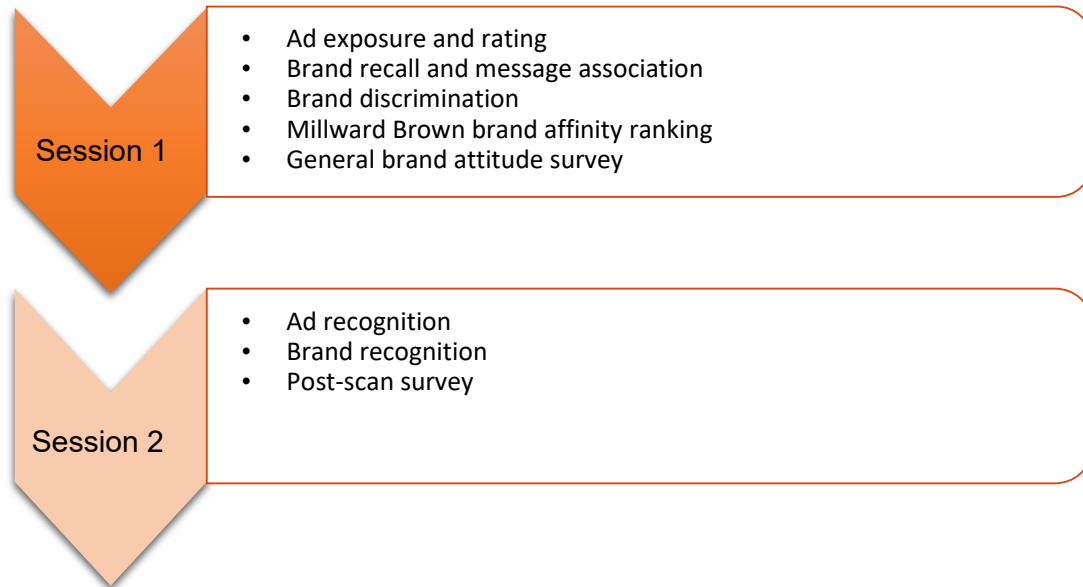 Session 1
• Ad exposure and rating
• Brand recall and message association
• Brand discrimination
• Millward Brown brand affinity ranking
• General brand attitude survey
Session 2
• Ad recognition
• Brand recognition
• Post-scan survey